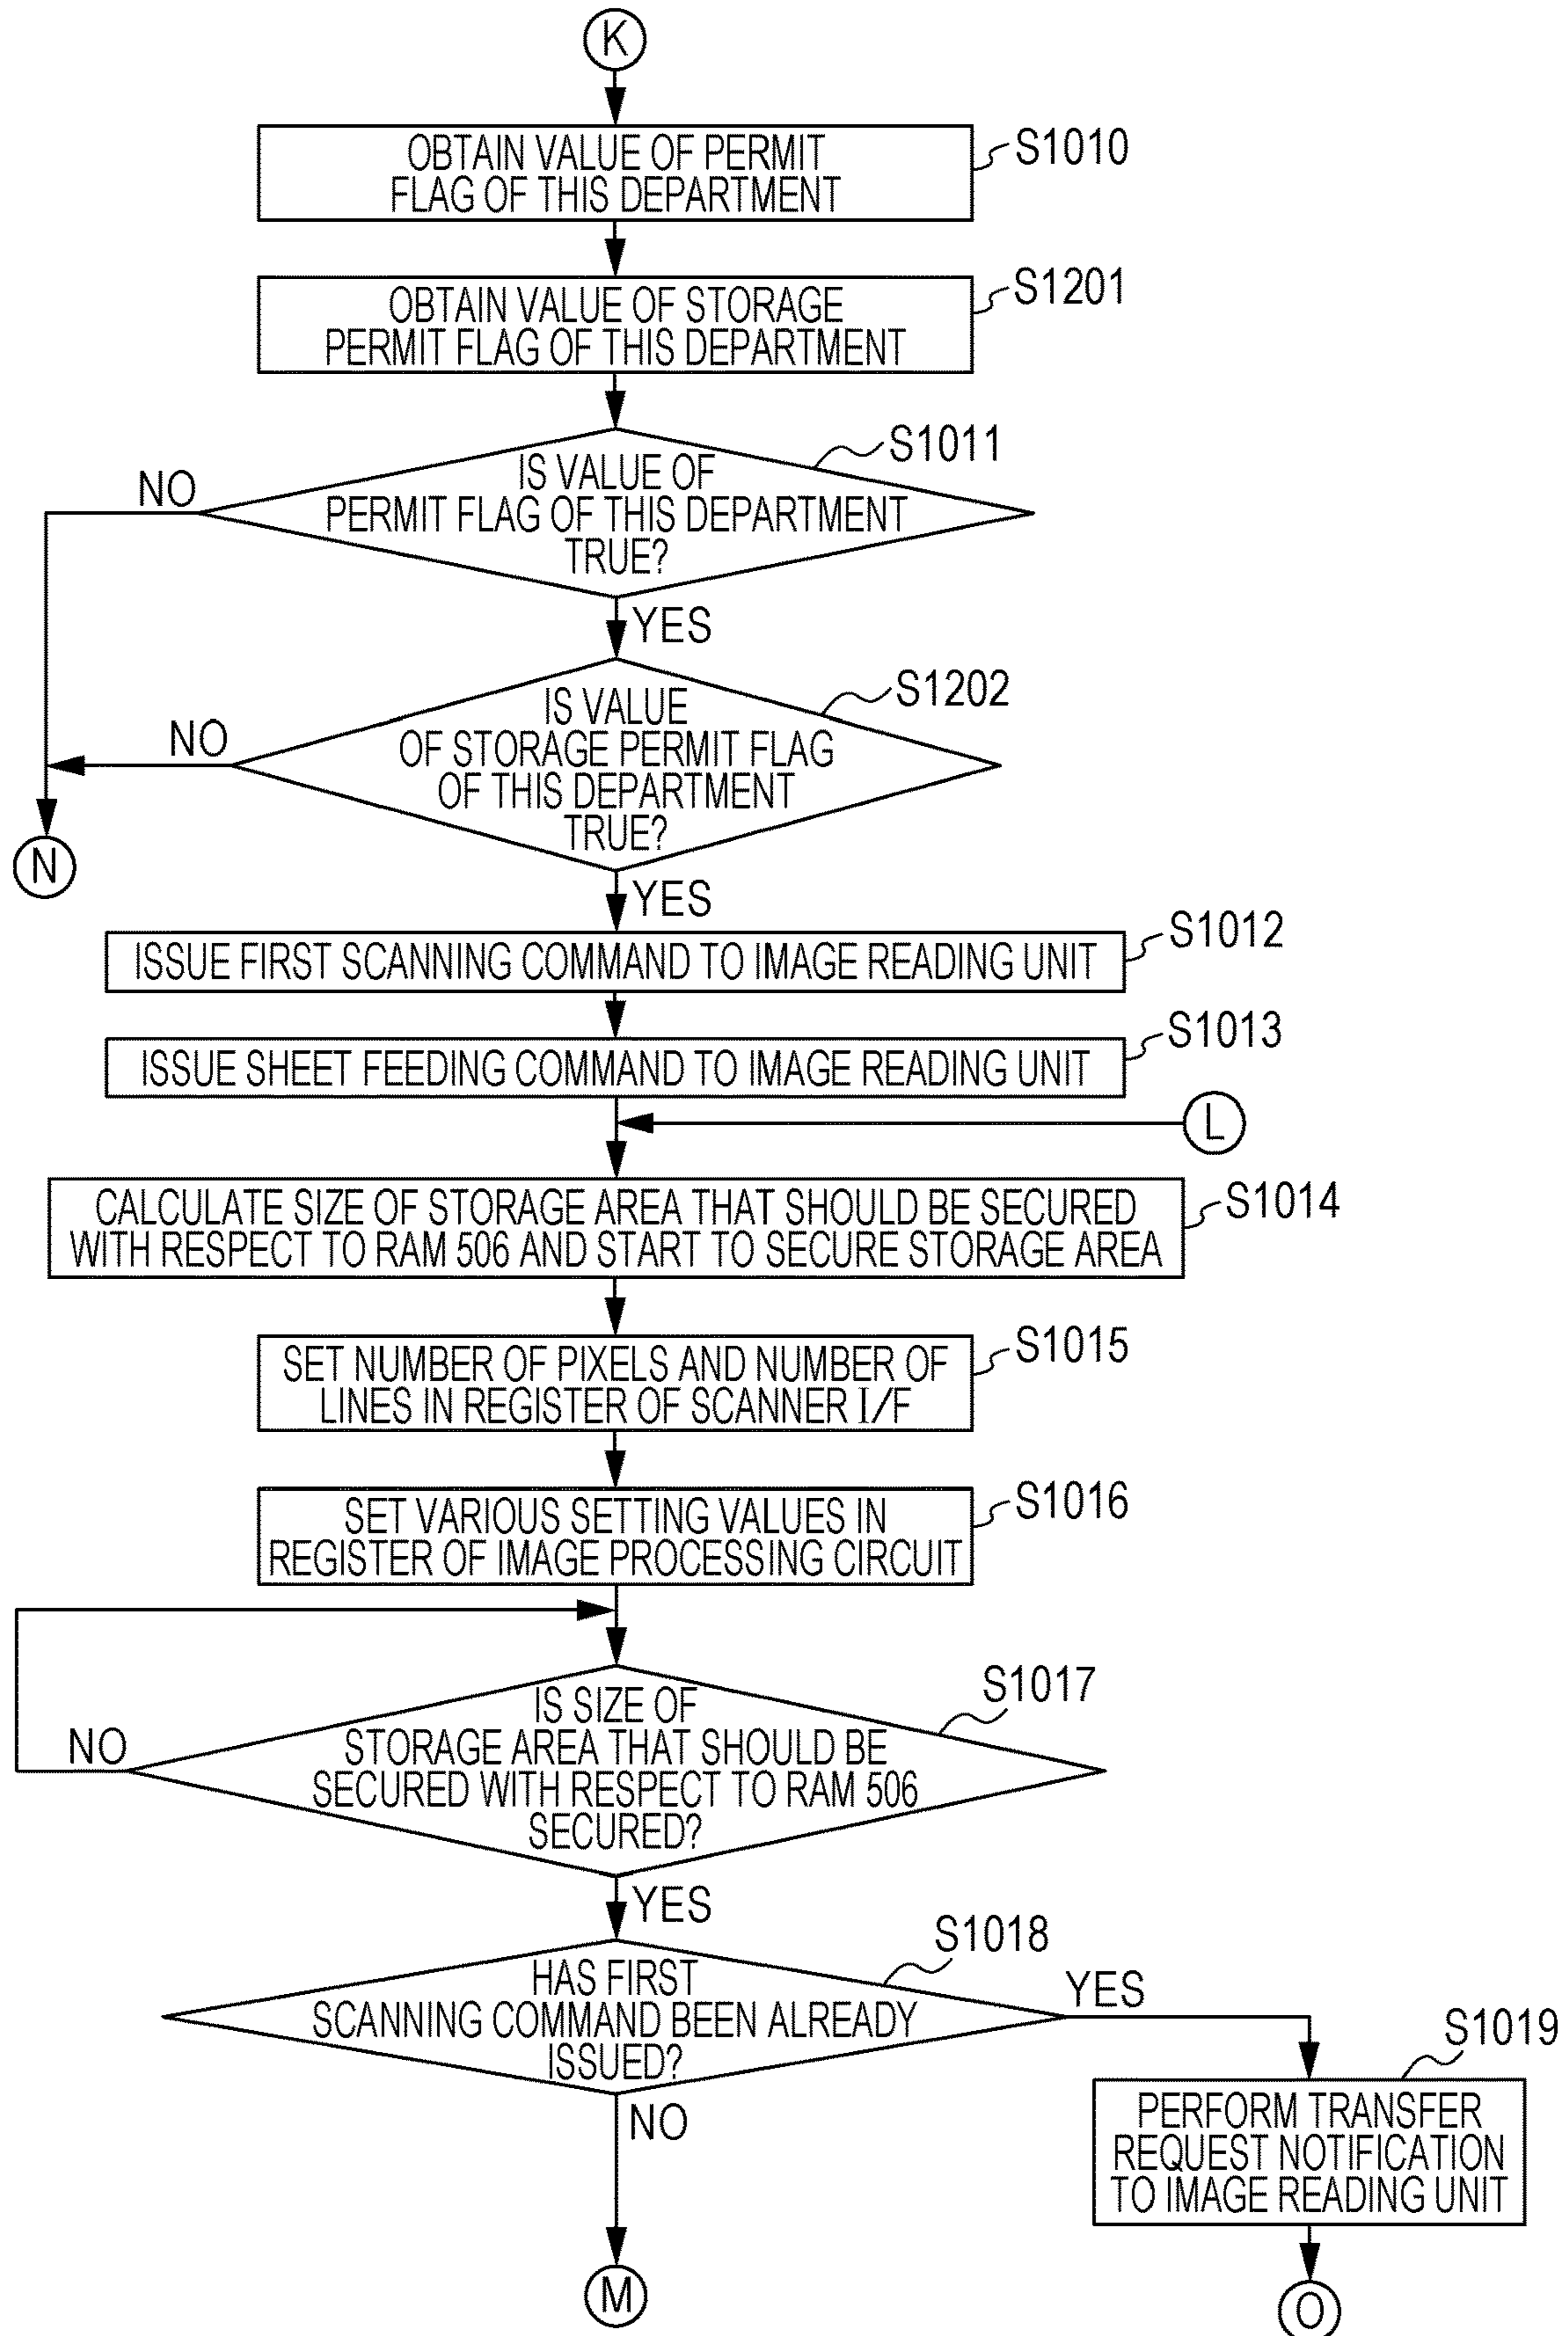 K
OBTAIN VALUE OF PERMIT
FLAG OF THIS DEPARTMENT
S1010
OBTAIN VALUE OF STORAGE
PERMIT FLAG OF THIS DEPARTMENT
S1201
S1011
IS VALUE OF
PERMIT FLAG OF THIS DEPARTMENT
TRUE?
NO
YES
S1202
IS VALUE
OF STORAGE PERMIT FLAG
OF THIS DEPARTMENT
TRUE?
NO
N
YES
ISSUE FIRST SCANNING COMMAND TO IMAGE READING UNIT
S1012
ISSUE SHEET FEEDING COMMAND TO IMAGE READING UNIT
S1013
L
CALCULATE SIZE OF STORAGE AREA THAT SHOULD BE SECURED
WITH RESPECT TO RAM 506 AND START TO SECURE STORAGE AREA
S1014
SET NUMBER OF PIXELS AND NUMBER OF
LINES IN REGISTER OF SCANNER I/F
S1015
SET VARIOUS SETTING VALUES IN
REGISTER OF IMAGE PROCESSING CIRCUIT
S1016
S1017
IS SIZE OF
STORAGE AREA THAT SHOULD BE
SECURED WITH RESPECT TO RAM 506
SECURED?
NO
YES
S1018
HAS FIRST
SCANNING COMMAND BEEN ALREADY
ISSUED?
YES
NO
S1019
PERFORM TRANSFER
REQUEST NOTIFICATION
TO IMAGE READING UNIT
M
O